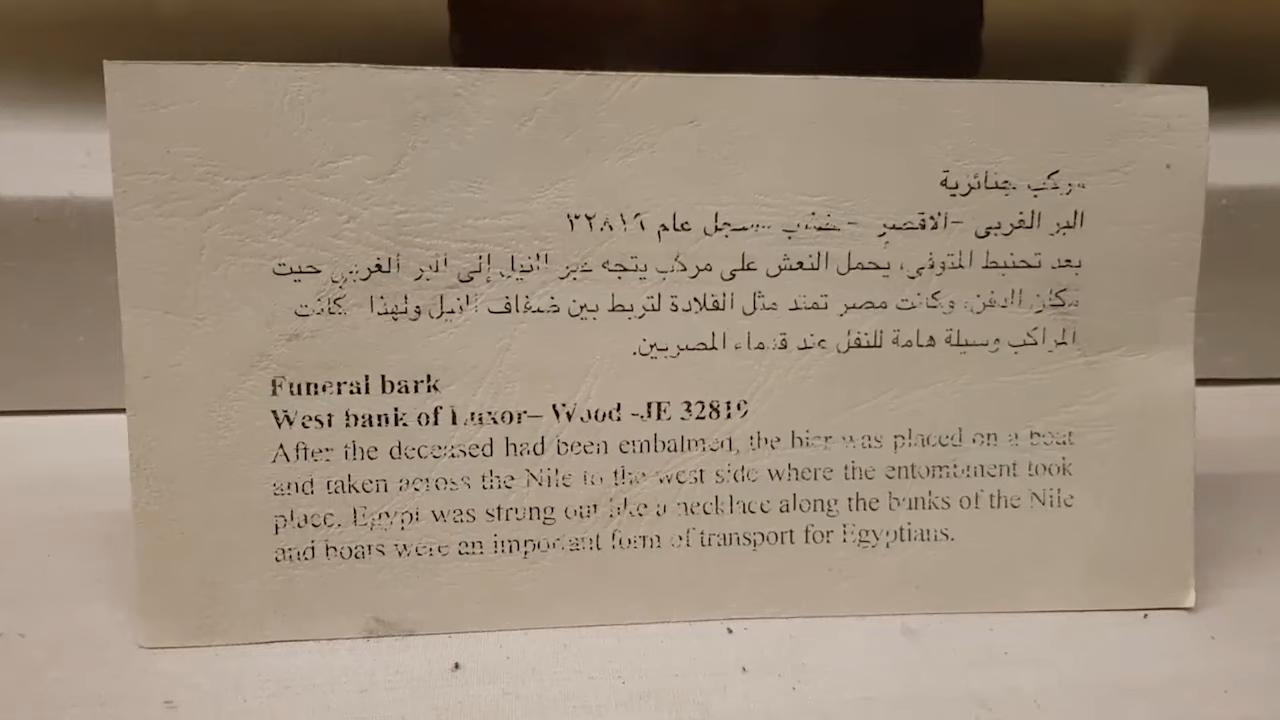 مركب جنائزية
البر الغربى -الاقصر - خشب مسجل عام ٣٢٨١٩
بعد تحنيط المتوفى، يحمل النعش على مركب يتجه عبر النيل إلى البر الغربي حيث
مكان الدفن. وكانت مصر تمتد مثل القلادة لتربط بين ضفاف النيل ولهذا كانت
المراكب وسيلة هامة للنقل عند قدماء المصريين.
Funeral bark
West bank of Luxor– Wood -JE 32819
After the deceased had been embalmed, the bier was placed on a boat
and taken across the Nile to the west side where the entombment took
place. Egypt was strung out like a necklace along the banks of the Nile
and boats were an important form of transport for Egyptians.